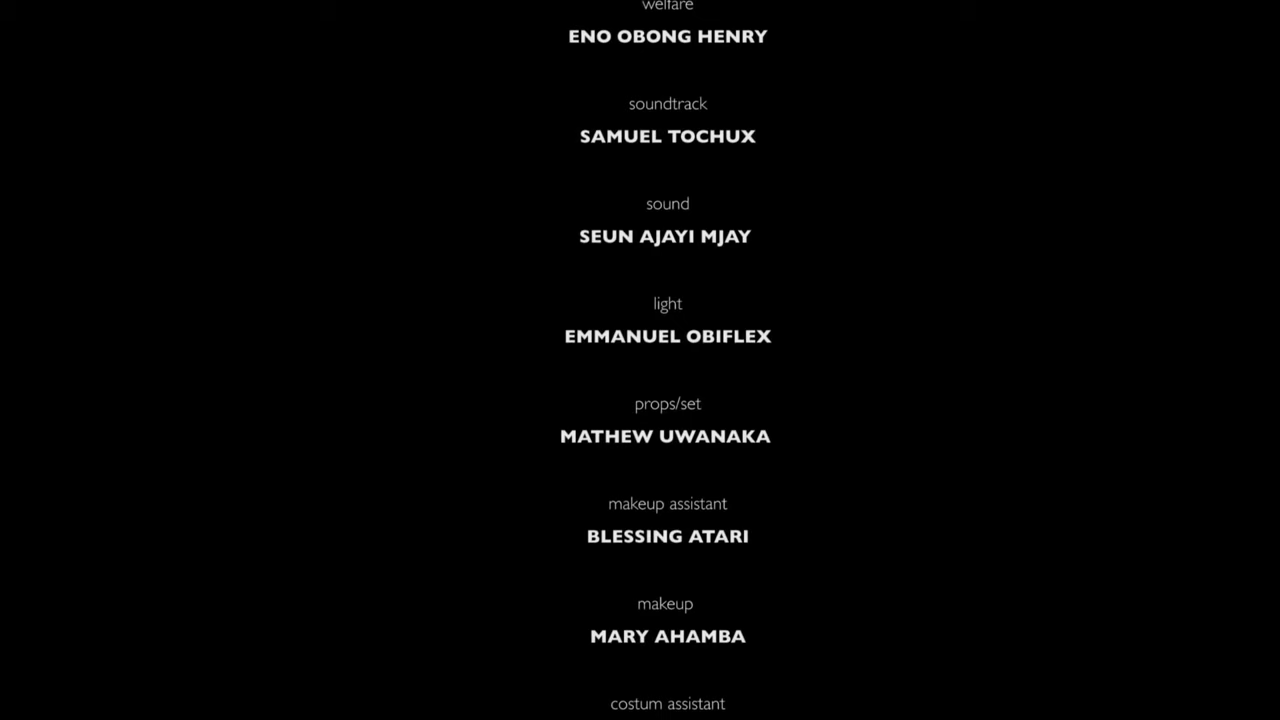 welfare
ENO OBONG HENRY
soundtrack
SAMUEL TOCHUX
sound
SEUN AJAYI MJAY
light
EMMANUEL OBIFLEX
props/set
MATHEW UWANAKA
makeup assistant
BLESSING ATARI
makeup
MARY AHAMBA
costum assistant